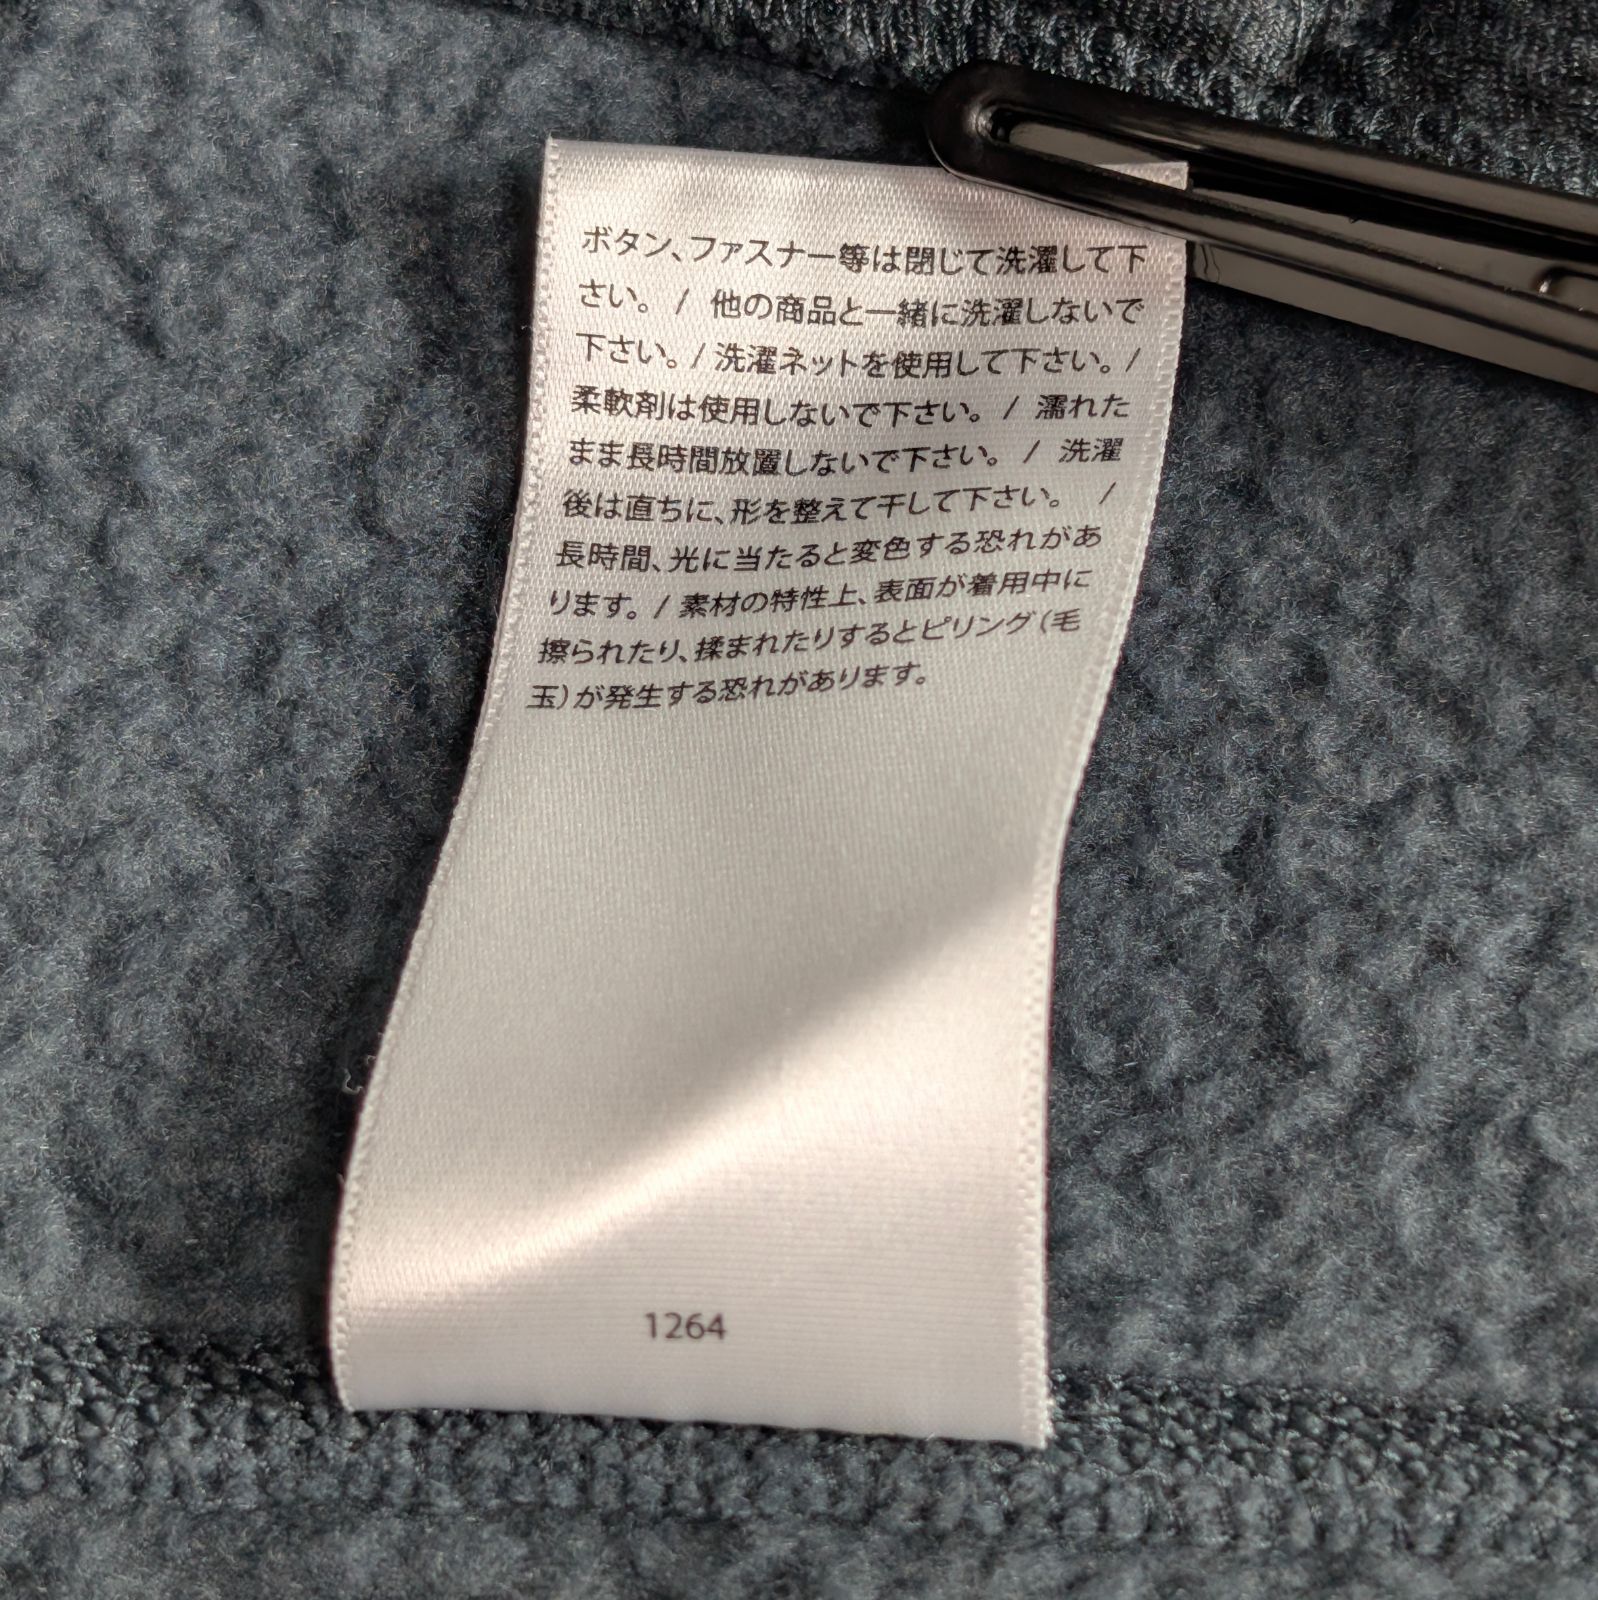 ボタン、ファスナー等は閉じて洗濯して下
さい。 / 他の商品と一緒に洗濯しないで
下さい。/ 洗濯ネットを使用して下さい。/
柔軟剤は使用しないで下さい。 / 濡れた
まま長時間放置しないで下さい。 / 洗濯
後は直ちに、形を整えて干して下さい。 /
長時間、光に当たると変色する恐れがあ
ります。/ 素材の特性上、表面が着用中に
擦られたり、揉まれたりするとピリング(毛
玉)が発生する恐れがあります。
1264